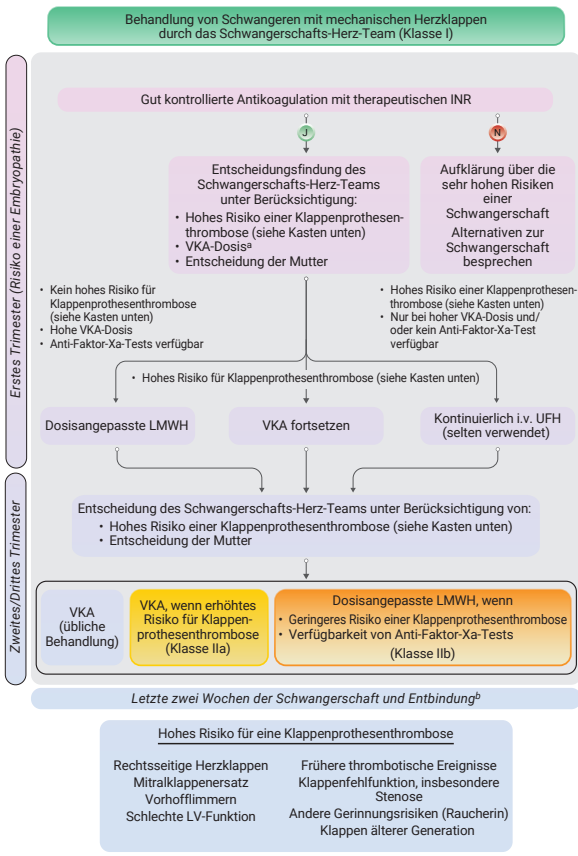 Behandlung von Schwangeren mit mechanischen Herzklappen
durch das Schwangerschafts-Herz-Team (Klasse I)
Erstes Trimester (Risiko einer Embryopathie)
Gut kontrollierte Antikoagulation mit therapeutischen INR
J
N
Entscheidungsfindung des
Schwangerschafts-Herz-Teams
unter Berücksichtigung:
• Hohes Risiko einer Klappenprothesen-
thrombose (siehe Kasten unten)
• VKA-Dosisᵃ
• Entscheidung der Mutter
Aufklärung über die
sehr hohen Risiken
einer
Schwangerschaft
Alternativen zur
Schwangerschaft
besprechen
• Kein hohes Risiko für
Klappenprothesenthrombose
(siehe Kasten unten)
• Hohe VKA-Dosis
• Anti-Faktor-Xa-Tests verfügbar
• Hohes Risiko einer Klappenprothesen-
thrombose (siehe Kasten unten)
• Nur bei hoher VKA-Dosis und/
oder kein Anti-Faktor-Xa-Test
verfügbar
• Hohes Risiko für Klappenprothesenthrombose (siehe Kasten unten)
Dosisangepasste LMWH
VKA fortsetzen
Kontinuierlich i.v. UFH
(selten verwendet)
Zweites/Drittes Trimester
Entscheidung des Schwangerschafts-Herz-Teams unter Berücksichtigung von:
• Hohes Risiko einer Klappenprothesenthrombose (siehe Kasten unten)
• Entscheidung der Mutter
VKA
(übliche
Behandlung)
VKA, wenn erhöhtes
Risiko für Klappen-
prothesenthrombose
(Klasse IIa)
Dosisangepasste LMWH, wenn
• Geringeres Risiko einer Klappenprothesenthrombose
• Verfügbarkeit von Anti-Faktor-Xa-Tests
(Klasse IIb)
Letzte zwei Wochen der Schwangerschaft und Entbindungᵇ
Hohes Risiko für eine Klappenprothesenthrombose
Rechtsseitige Herzklappen
Mitralklappenersatz
Vorhofflimmern
Schlechte LV-Funktion
Frühere thrombotische Ereignisse
Klappenfehlfunktion, insbesondere
Stenose
Andere Gerinnungsrisiken (Raucherin)
Klappen älterer Generation